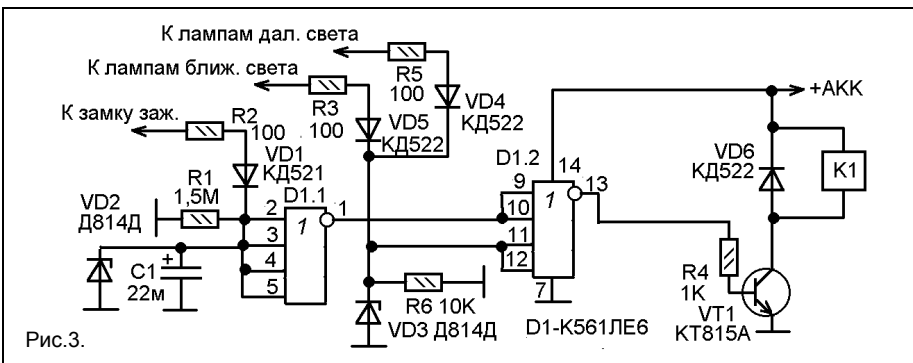 К лампам дал. света
R5
100
К лампам ближ. света
R3
100
VD4
КД522
+АКК
К замку заж.
R2
100
VD5
КД522
VD1
КД521
D1.2
14
VD6
КД522
K1
R1
1,5М
D1.1
VD2
Д814Д
2
3
4
5
1
1
9
10
11
12
1
13
7
C1
22м
+
R6 10K
VD3 Д814Д
D1-К561ЛЕ6
R4
1K
VT1
КТ815А
Рис.3.